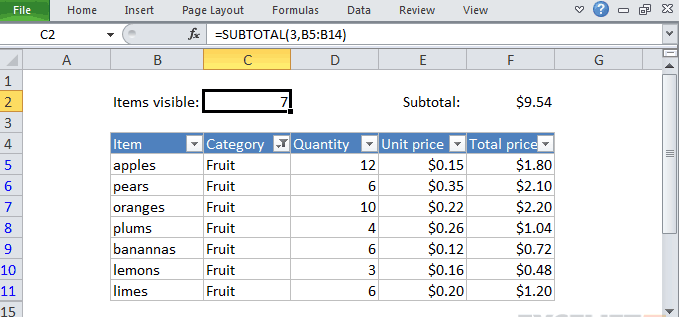 File Home Insert Page Layout Formulas Data Review View
C2 fx =SUBTOTAL(3,B5:B14)
A B C D E F G
1
2 Items visible: 7 Subtotal: $9.54
3
4 Item Category Quantity Unit price Total price
5 apples Fruit 12 $0.15 $1.80
6 pears Fruit 6 $0.35 $2.10
7 oranges Fruit 10 $0.22 $2.20
8 plums Fruit 4 $0.26 $1.04
9 banannas Fruit 6 $0.12 $0.72
10 lemons Fruit 3 $0.16 $0.48
11 limes Fruit 6 $0.20 $1.20
15